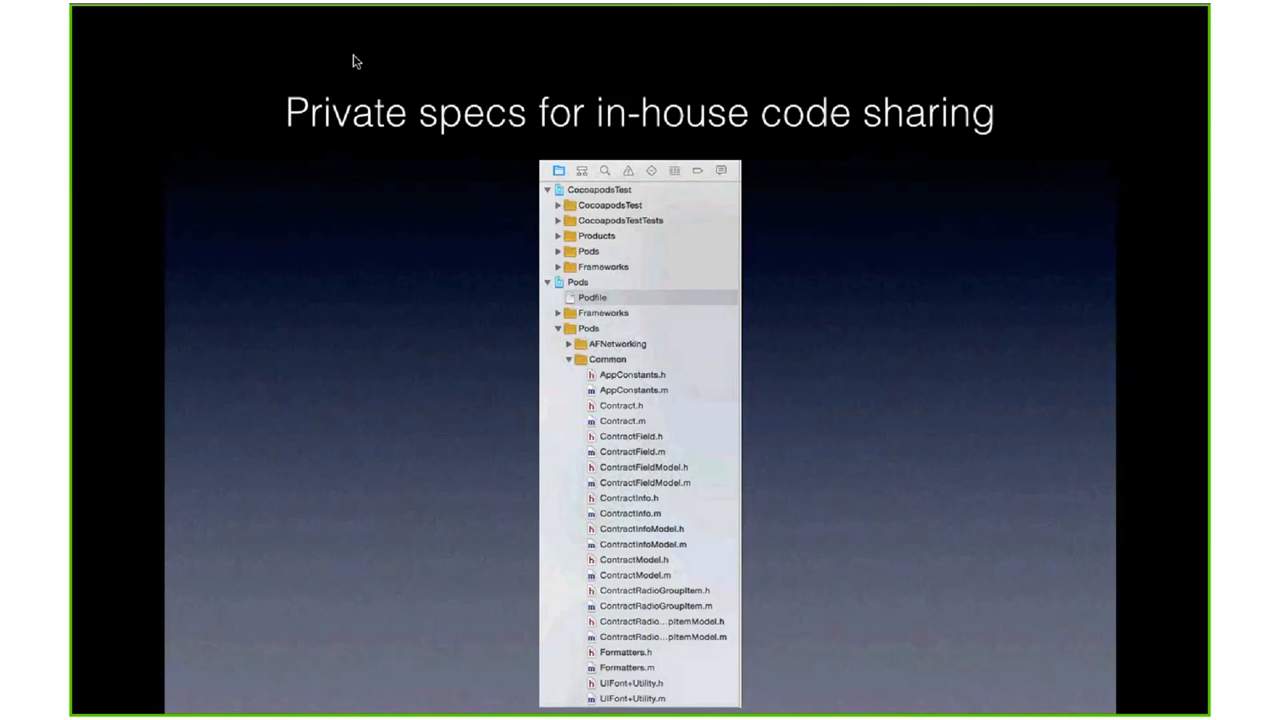 Private specs for in-house code sharing
CocoapodsTest
CocoapodsTest
CocoapodsTestTests
Products
Pods
Frameworks
Pods
Podfile
Frameworks
Pods
AFNetworking
Common
h AppConstants.h
m AppConstants.m
h Contract.h
m Contract.m
h ContractField.h
m ContractField.m
h ContractFieldModel.h
m ContractFieldModel.m
h ContractInfo.h
m ContractInfo.m
h ContractInfoModel.h
m ContractInfoModel.m
h ContractModel.h
m ContractModel.m
h ContractRadioGroupItem.h
m ContractRadioGroupItem.m
h ContractRadio...pItemModel.h
m ContractRadio...pItemModel.m
h Formatters.h
m Formatters.m
h UIFont+Utility.h
m UIFont+Utility.m